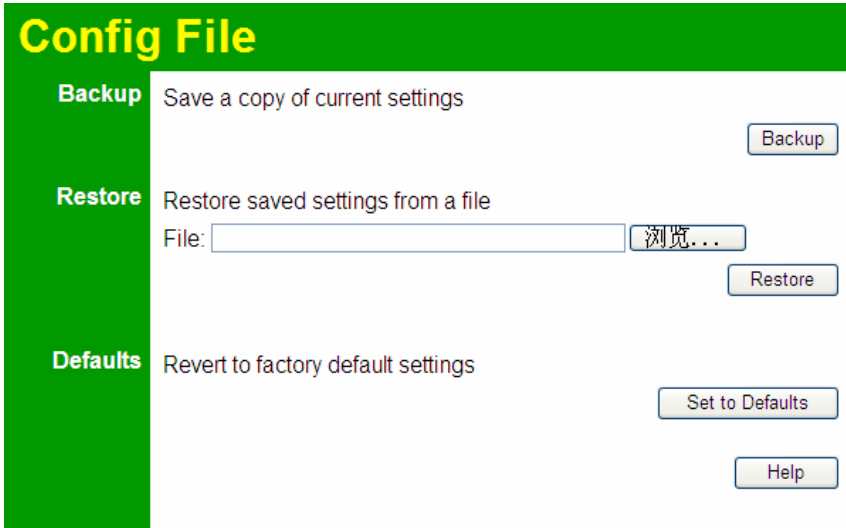 Config File
Backup
Save a copy of current settings
Backup
Restore
Restore saved settings from a file
File:
浏览...
Restore
Defaults
Revert to factory default settings
Set to Defaults
Help